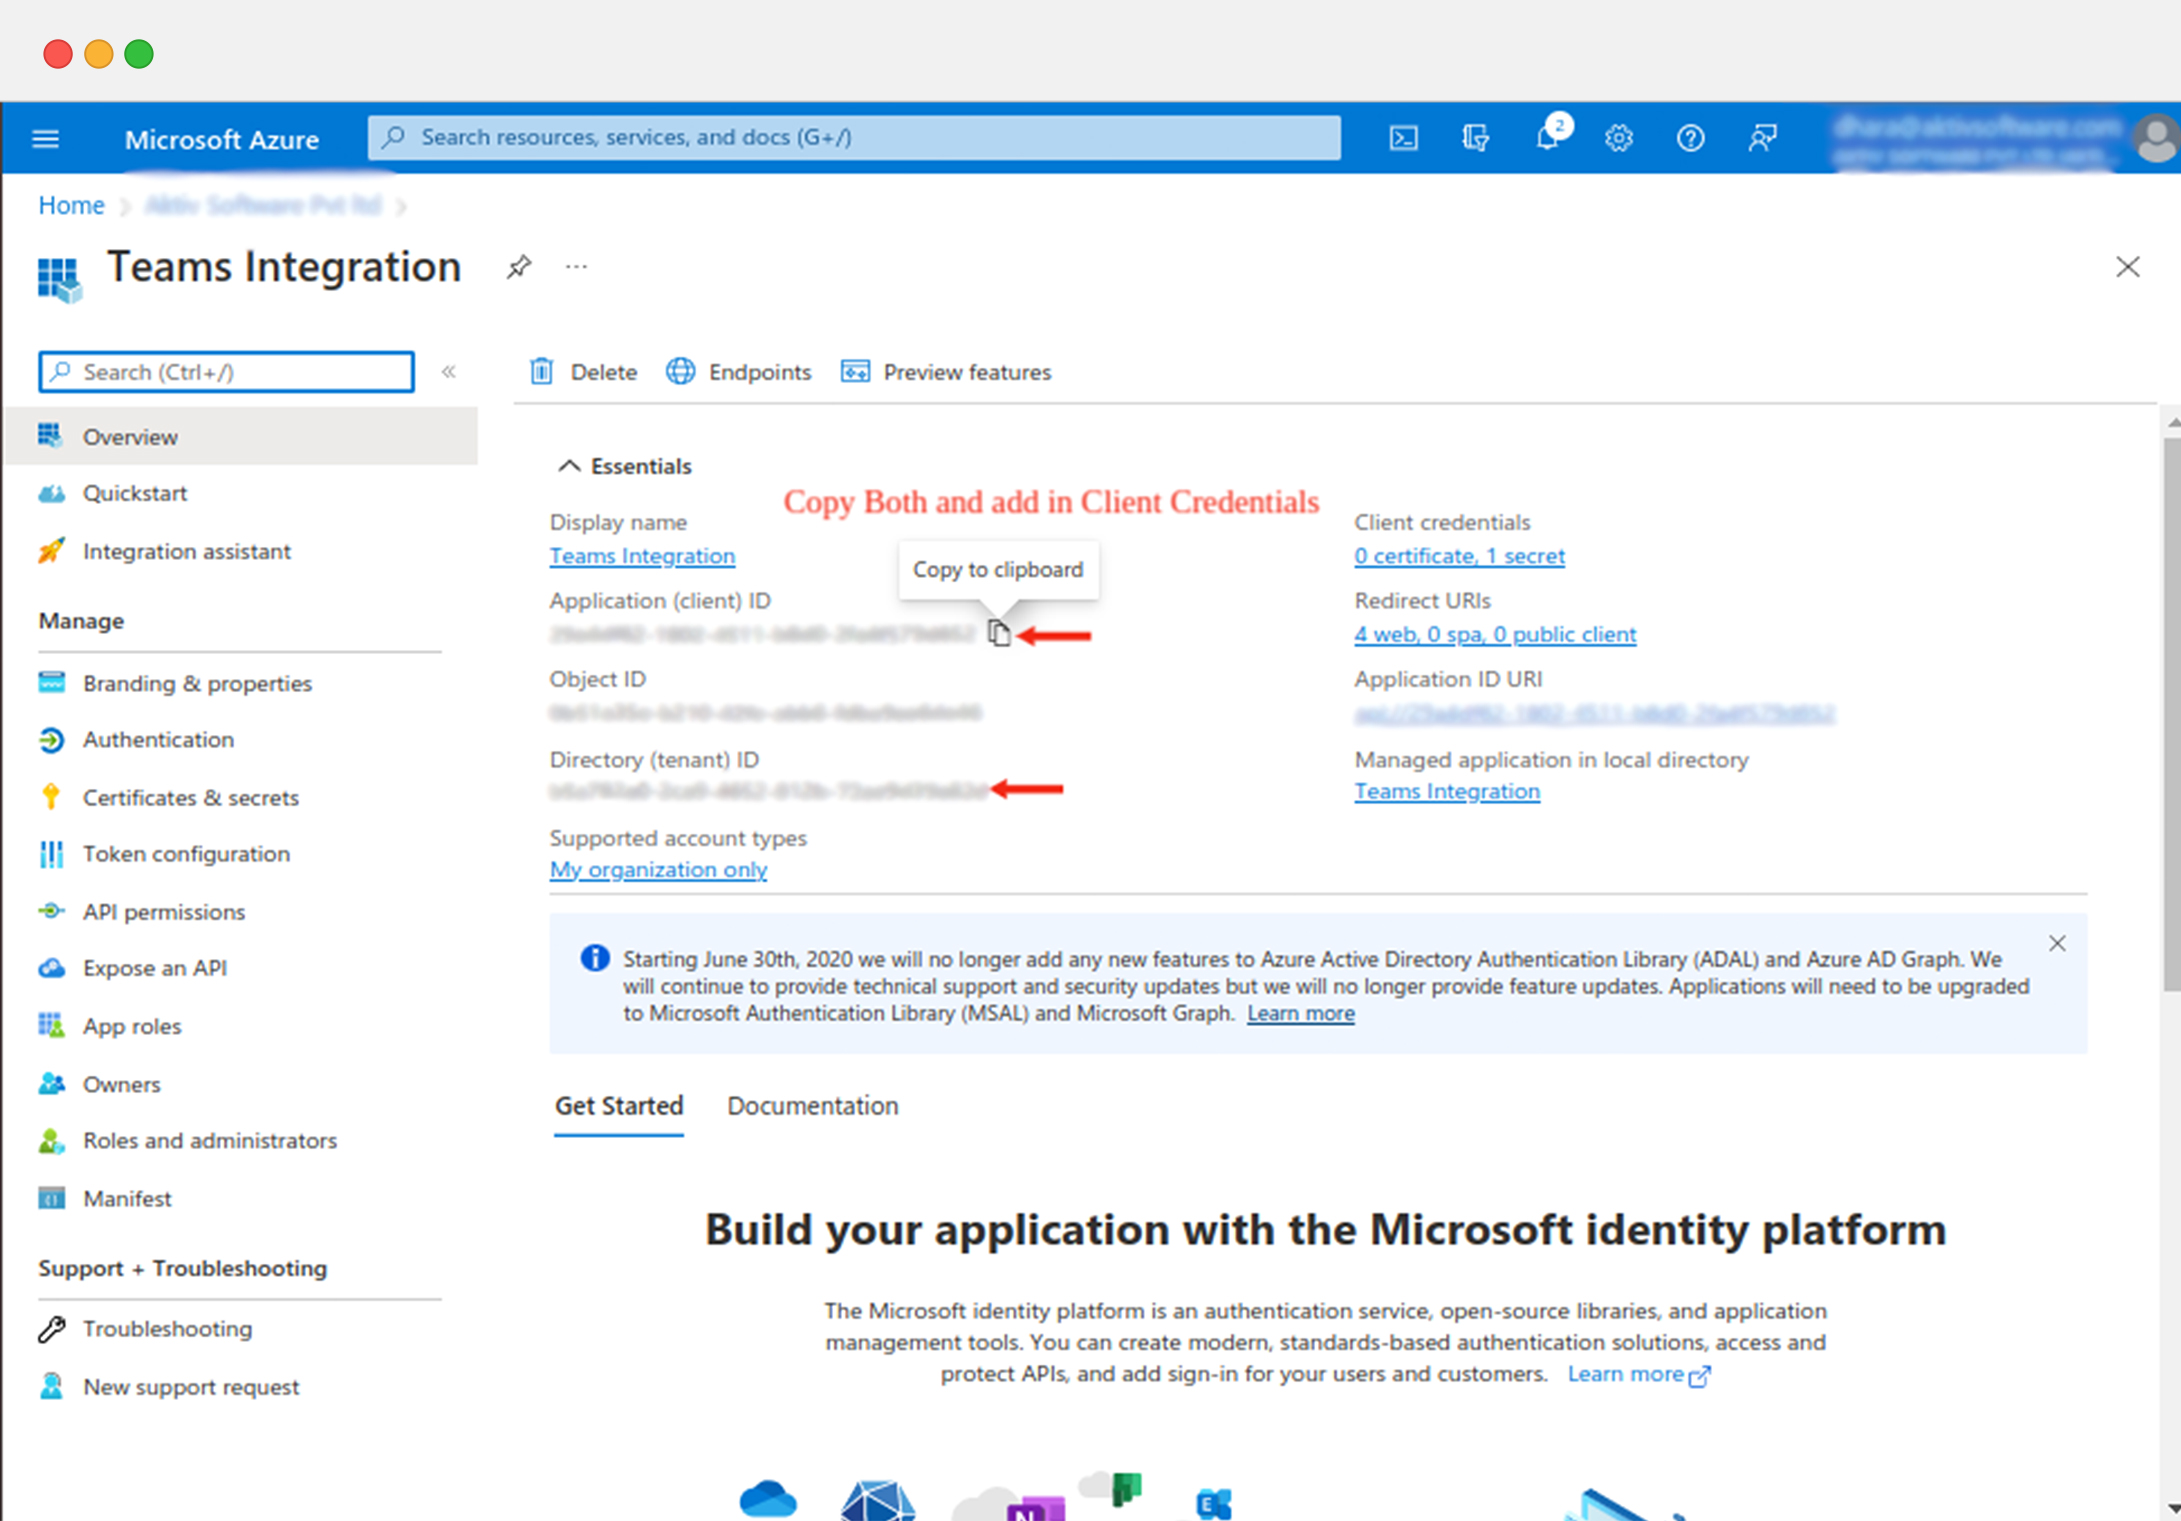 Microsoft Azure
Search resources, services, and docs (G+/)
2
Home
Teams Integration
Search (Ctrl+/)
Delete
Endpoints
Preview features
Overview
Quickstart
Integration assistant
Manage
Branding & properties
Authentication
Certificates & secrets
Token configuration
API permissions
Expose an API
App roles
Owners
Roles and administrators
Manifest
Support + Troubleshooting
Troubleshooting
New support request
Essentials
Copy Both and add in Client Credentials
Display name
Teams Integration
Copy to clipboard
Application (client) ID
Object ID
Directory (tenant) ID
Supported account types
My organization only
Client credentials
0 certificate, 1 secret
Redirect URIs
4 web, 0 spa, 0 public client
Application ID URI
Managed application in local directory
Teams Integration
Starting June 30th, 2020 we will no longer add any new features to Azure Active Directory Authentication Library (ADAL) and Azure AD Graph. We
will continue to provide technical support and security updates but we will no longer provide feature updates. Applications will need to be upgraded
to Microsoft Authentication Library (MSAL) and Microsoft Graph. Learn more
Get Started
Documentation
Build your application with the Microsoft identity platform
The Microsoft identity platform is an authentication service, open-source libraries, and application
management tools. You can create modern, standards-based authentication solutions, access and
protect APIs, and add sign-in for your users and customers. Learn more
N
E